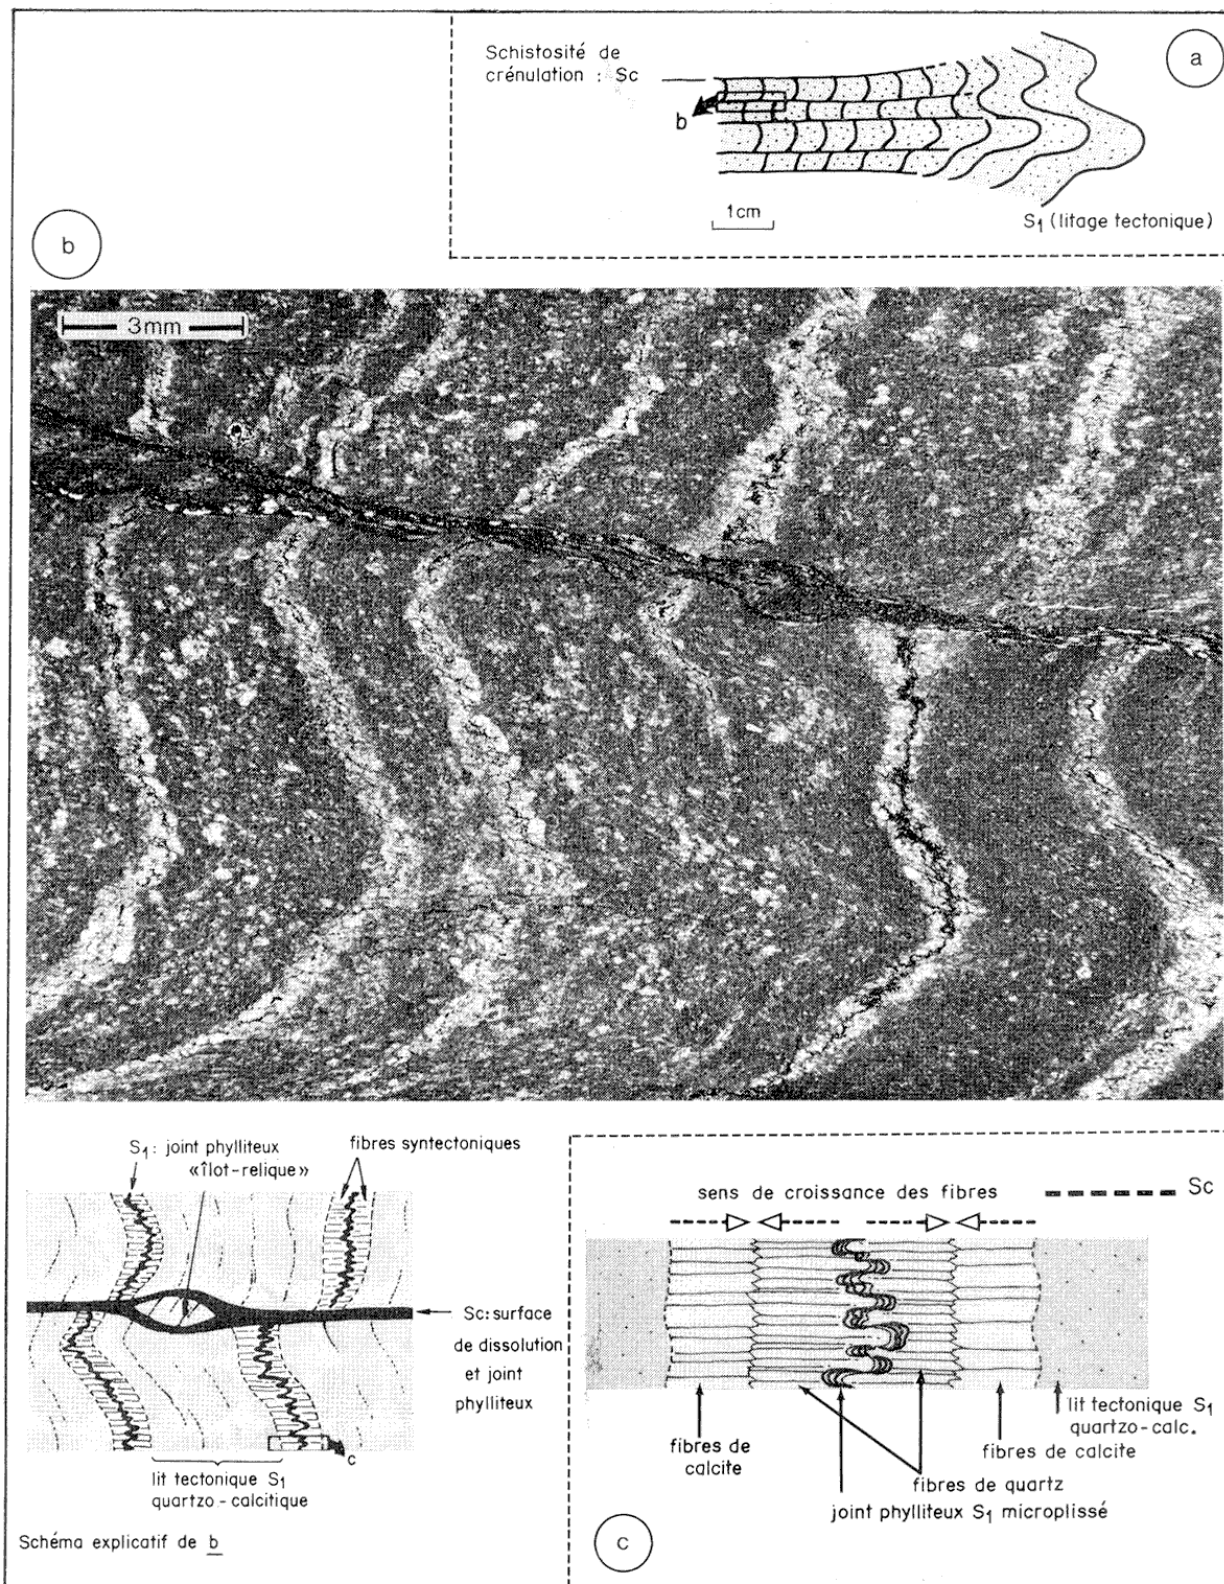 Schistosité de
crénulation : Sc
a
b
1cm
S1 (litage tectonique)
b
3mm
S1 : joint phylliteux
«îlot-relique»
fibres syntectoniques
Sc: surface
de dissolution
et joint
phylliteux
c
lit tectonique S1
quartzo-calcitique
Schéma explicatif de b
sens de croissance des fibres
Sc
fibres de
calcite
lit tectonique S1
quartzo-calc.
fibres de calcite
fibres de quartz
joint phylliteux S1 microplissé
c